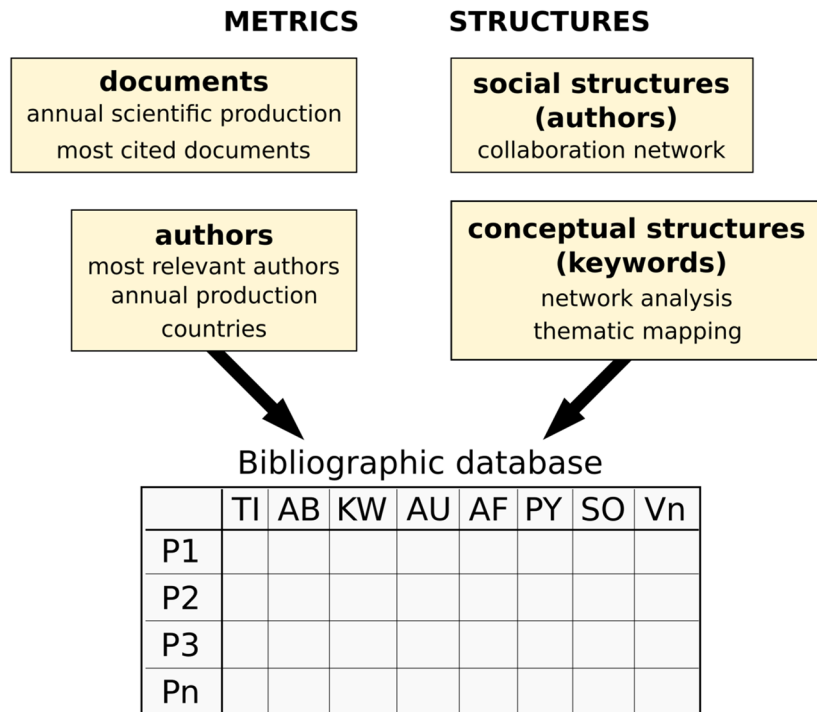 METRICS
STRUCTURES
documents
annual scientific production
most cited documents
social structures
(authors)
collaboration network
authors
most relevant authors
annual production
countries
conceptual structures
(keywords)
network analysis
thematic mapping
Bibliographic database
TI AB KW AU AF PY SO Vn
P1
P2
P3
Pn